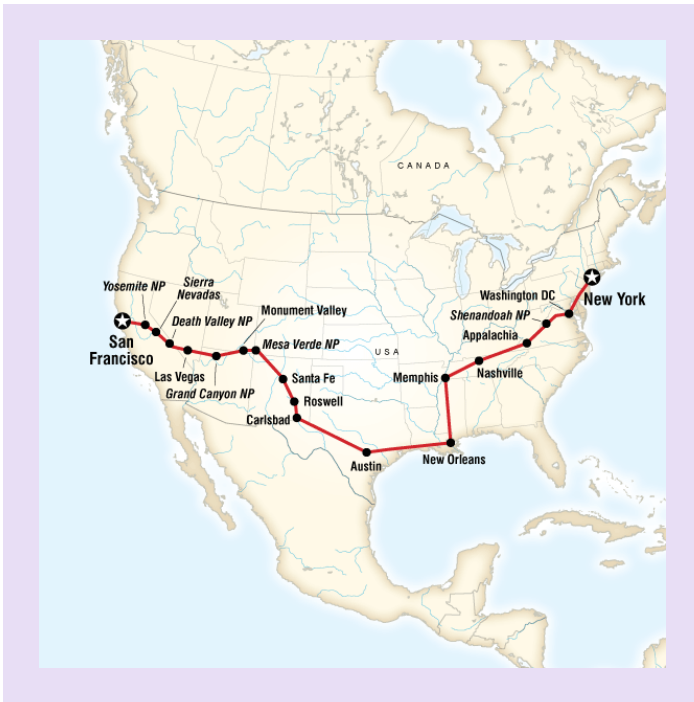 CANADA
Yosemite NP
Sierra
Nevadas
Death Valley NP
Monument Valley
Mesa Verde NP
San
Francisco
Las Vegas
Grand Canyon NP
Santa Fe
Roswell
Carlsbad
Austin
New Orleans
USA
Memphis
Nashville
Appalachia
Shenandoah NP
Washington DC
New York